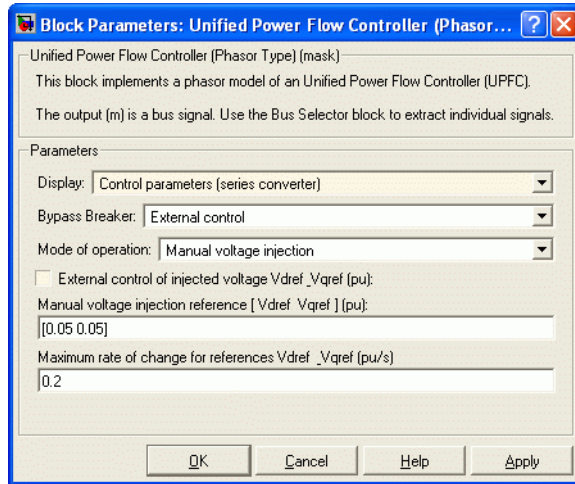 Block Parameters: Unified Power Flow Controller (Phasor...
Unified Power Flow Controller (Phasor Type) (mask)
This block implements a phasor model of an Unified Power Flow Controller (UPFC).
The output (m) is a bus signal. Use the Bus Selector block to extract individual signals.
Parameters
Display: Control parameters (series converter)
Bypass Breaker: External control
Mode of operation: Manual voltage injection
External control of injected voltage Vdref_Vqref (pu):
Manual voltage injection reference [ Vdref Vqref ] (pu):
[0.05 0.05]
Maximum rate of change for references Vdref_Vqref (pu/s)
0.2
OK Cancel Help Apply